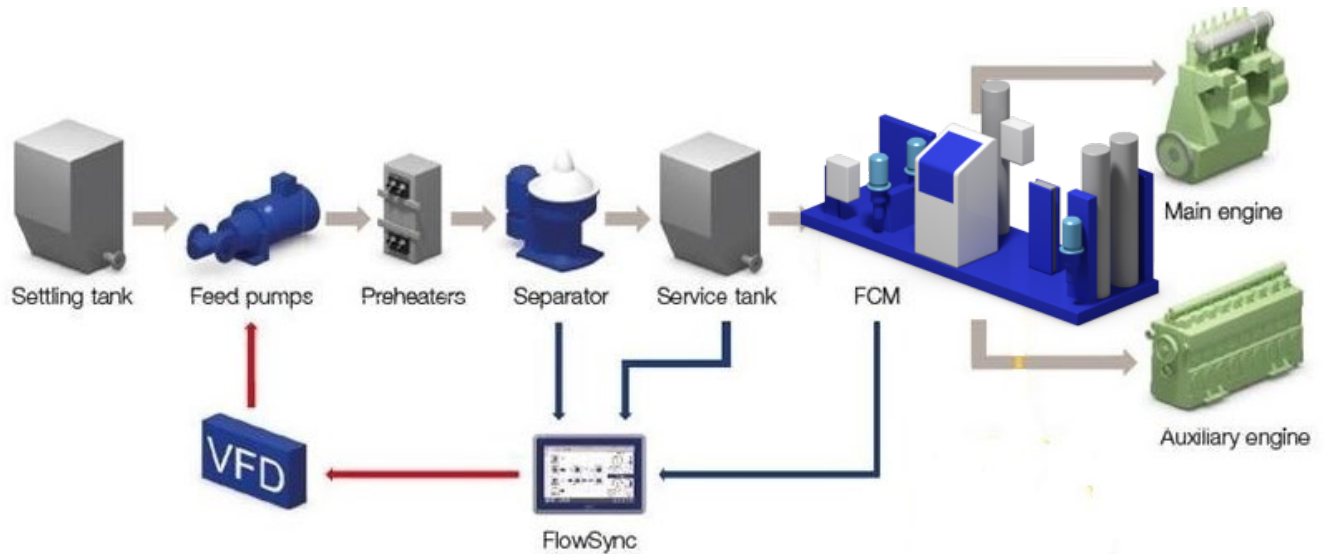 Main engine
Settling tank
Feed pumps
Preheaters
Separator
Service tank
FCM
VFD
Auxiliary engine
FlowSync